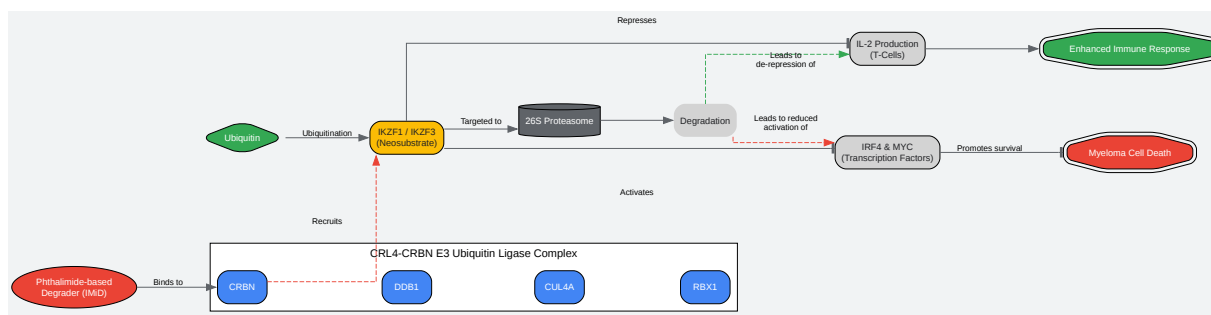 Represses
IL-2 Production
(T-Cells)
Enhanced Immune Response
Leads to
de-repression of
Ubiquitin
Ubiquitination
IKZF1 / IKZF3
(Neosubstrate)
Targeted to
26S Proteasome
Degradation
Leads to reduced
activation of
IRF4 & MYC
(Transcription Factors)
Promotes survival
Myeloma Cell Death
Activates
Recruits
CRL4-CRBN E3 Ubiquitin Ligase Complex
Phthalimide-based
Degrader (IMiD)
Binds to
CRBN
DDB1
CUL4A
RBX1